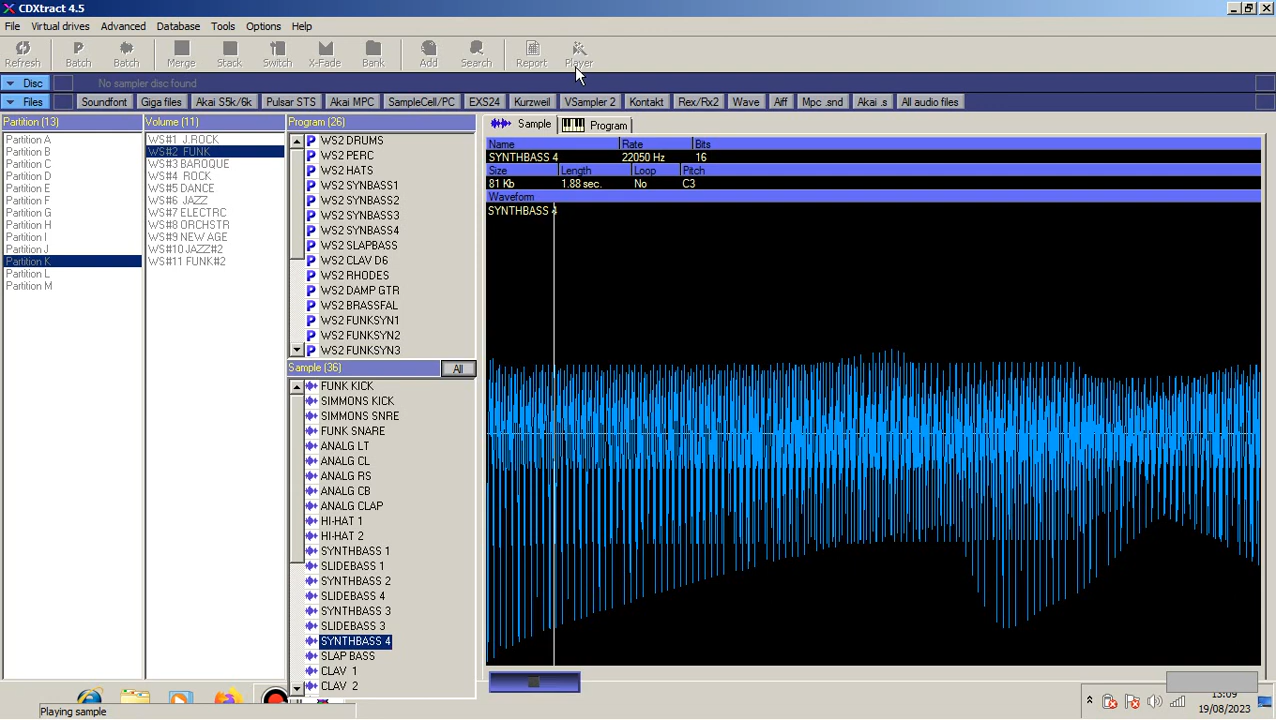 CDXtract 4.5
File Virtual drives Advanced Database Tools Options Help
Refresh Batch Batch Merge Stack Switch X-Fade Bank Add Search Report Player
Disc No sampler disc found
Files Soundfont Giga files Akai S5k/6k Pulsar STS Akai MPC SampleCell/PC EXS24 Kurzweil VSampler 2 Kontakt Rex/Rx2 Wave Aiff Mpc .snd Akai .s All audio files
Partition (13)
Partition A
Partition B
Partition C
Partition D
Partition E
Partition F
Partition G
Partition H
Partition I
Partition J
Partition K
Partition L
Partition M
Volume (11)
WS#1 J.ROCK
WS#2 FUNK
WS#3 BAROQUE
WS#4 ROCK
WS#5 DANCE
WS#6 JAZZ
WS#7 ELECTRC
WS#8 ORCHSTR
WS#9 NEW AGE
WS#10 JAZZ#2
WS#11 FUNK#2
Program (26)
WS2 DRUMS
WS2 PERC
WS2 HATS
WS2 SYNBASS1
WS2 SYNBASS2
WS2 SYNBASS3
WS2 SYNBASS4
WS2 SLAPBASS
WS2 CLAV D6
WS2 RHODES
WS2 DAMP GTR
WS2 BRASSFAL
WS2 FUNKSYN1
WS2 FUNKSYN2
WS2 FUNKSYN3
Sample (36) All
FUNK KICK
SIMMONS KICK
SIMMONS SNRE
FUNK SNARE
ANALG LT
ANALG CL
ANALG RS
ANALG CB
ANALG CLAP
HI-HAT 1
HI-HAT 2
SYNTHBASS 1
SLIDEBASS 1
SYNTHBASS 2
SLIDEBASS 4
SYNTHBASS 3
SLIDEBASS 3
SYNTHBASS 4
SLAP BASS
CLAV 1
CLAV 2
Sample Program
Name Rate Bits
SYNTHBASS 4 22050 Hz 16
Size Length Loop Pitch
81 Kb 1.88 sec. No C3
Waveform
SYNTHBASS 4
Playing sample
13:09
19/08/2023